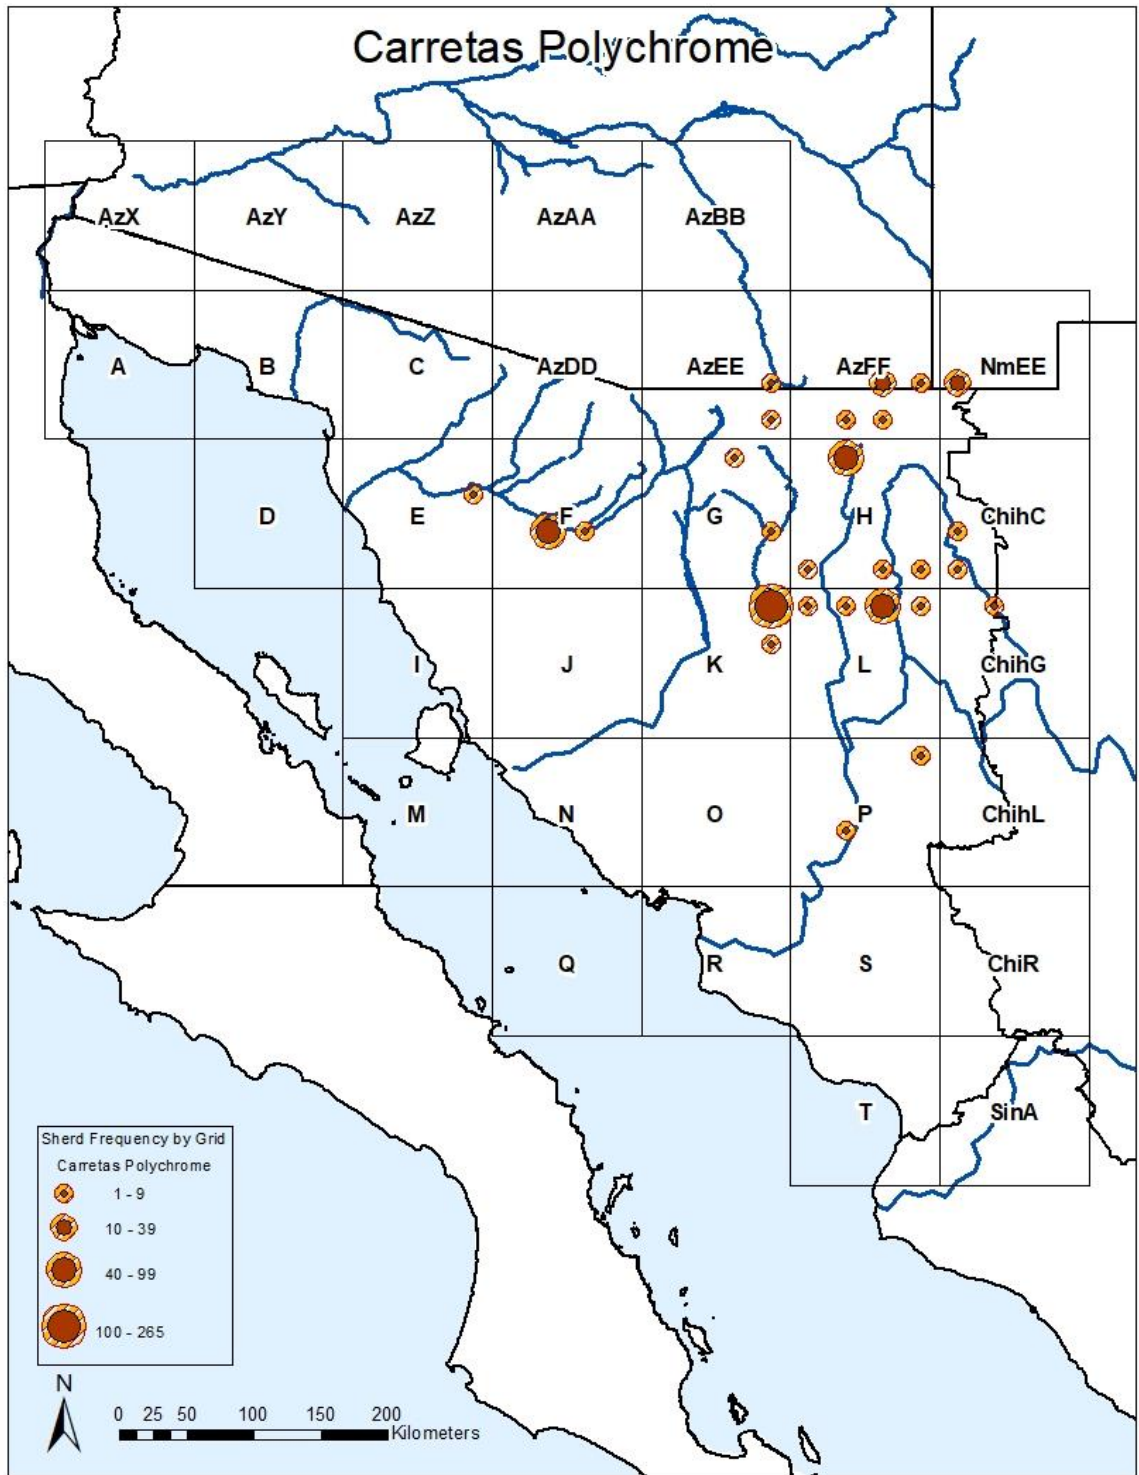 Carretas Polychrome
AzX AzY AzZ AzAA AzBB
A B C AzDD AzEE AzFF NmEE
D E F G H ChihC
I J K L ChihG
M N O P ChihL
Q R S ChiR
T SinA
Sherd Frequency by Grid
Carretas Polychrome
1 - 9
10 - 39
40 - 99
100 - 265
N
0 25 50 100 150 200
Kilometers